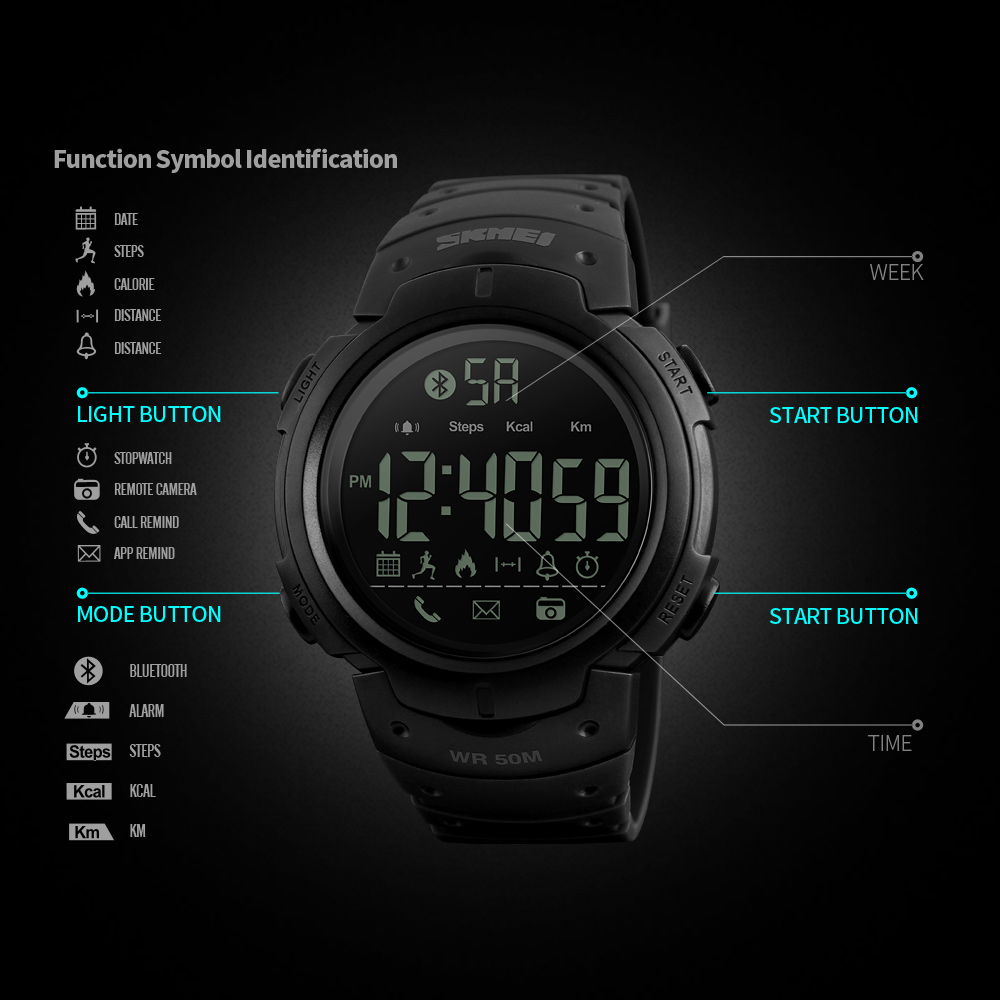 Function Symbol Identification
DATE
STEPS
CALORIE
DISTANCE
DISTANCE
LIGHT BUTTON
STOPWATCH
REMOTE CAMERA
CALL REMIND
APP REMIND
MODE BUTTON
BLUETOOTH
ALARM
Steps STEPS
Kcal KCAL
Km KM
SKMEI
LIGHT
START
SA
Steps Kcal Km
PM 12:40 59
MODE
RESET
WR 50M
WEEK
START BUTTON
START BUTTON
TIME